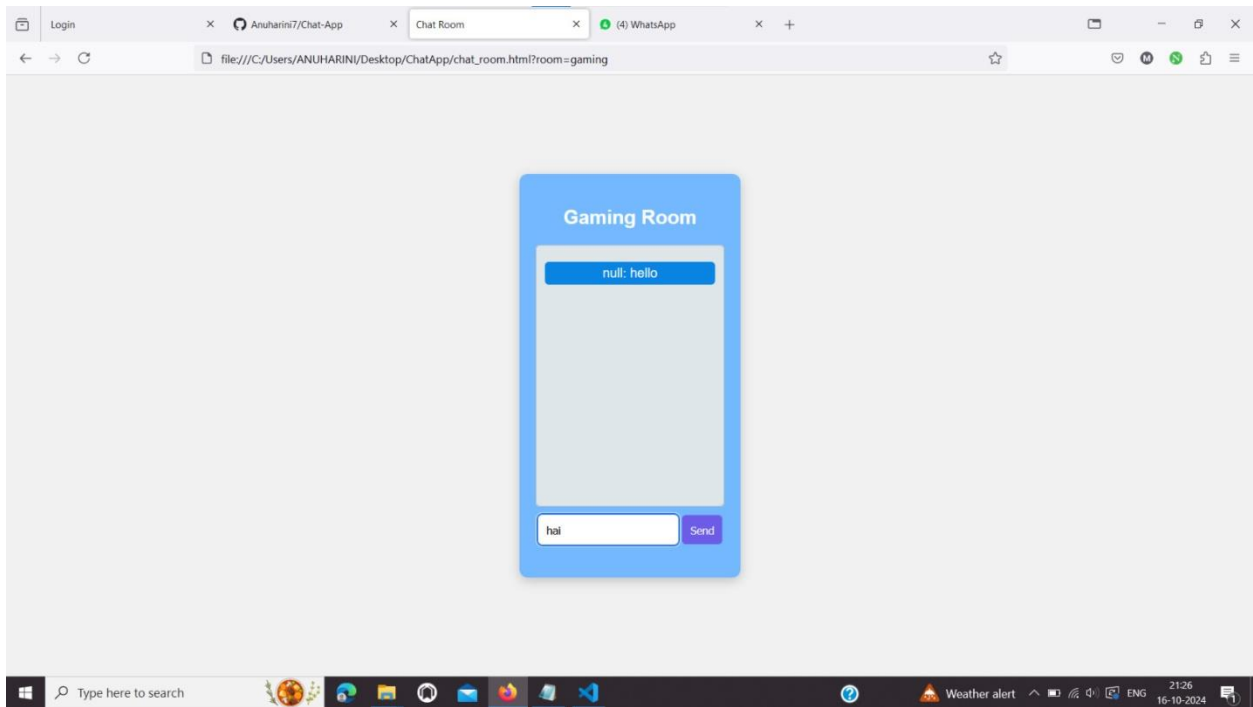 Login
Anuharini7/Chat-App
Chat Room
(4) WhatsApp
file:///C:/Users/ANUHARINI/Desktop/ChatApp/chat_room.html?room=gaming
Gaming Room
null: hello
hai
Send
Type here to search
Weather alert
ENG
21:26
16-10-2024